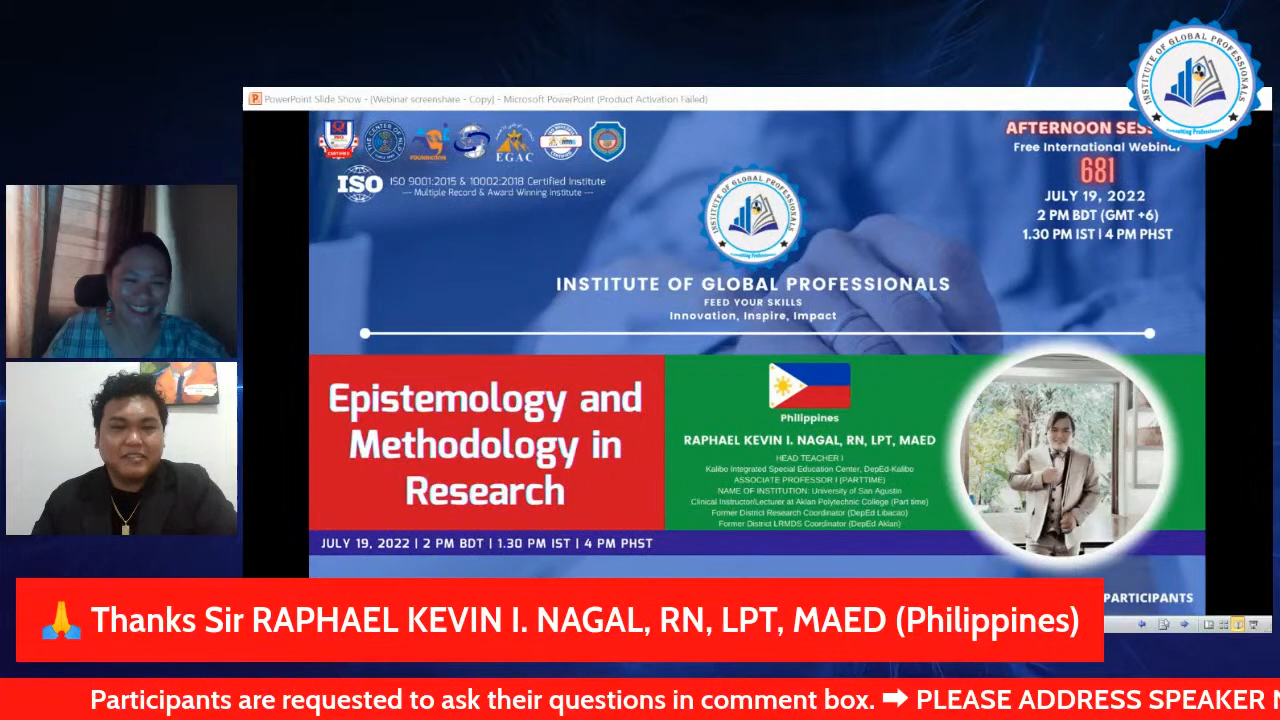 INSTITUTE OF GLOBAL PROFESSIONALS
Connecting Professionals
PowerPoint Slide Show - [Webinar screenshare - Copy] - Microsoft PowerPoint (Product Activation Failed)
EGAC
ISO
ISO 9001:2015 & 10002:2018 Certified Institute
--- Multiple Record & Award Winning Institute ---
AFTERNOON
Free International Webinar
681
JULY 19, 2022
2 PM BDT (GMT +6)
1.30 PM IST | 4 PM PHST
INSTITUTE OF GLOBAL PROFESSIONALS
INSTITUTE OF GLOBAL PROFESSIONALS
FEED YOUR SKILLS
Innovation, Inspire, Impact
Epistemology and
Methodology in
Research
Philippines
RAPHAEL KEVIN I. NAGAL, RN, LPT, MAED
HEAD TEACHER I
Kalibo Integrated Special Education Center, DepEd-Kalibo
ASSOCIATE PROFESSOR I (PARTTIME)
NAME OF INSTITUTION: University of San Agustin
Clinical Instructor/Lecturer at Aklan Polytechnic College (Part time)
Former District Research Coordinator (DepEd Libacao)
Former District LRMDS Coordinator (DepEd Aklan)
JULY 19, 2022 | 2 PM BDT | 1.30 PM IST | 4 PM PHST
PARTICIPANTS
🙏 Thanks Sir RAPHAEL KEVIN I. NAGAL, RN, LPT, MAED (Philippines)
Participants are requested to ask their questions in comment box. ➡ PLEASE ADDRESS SPEAKER